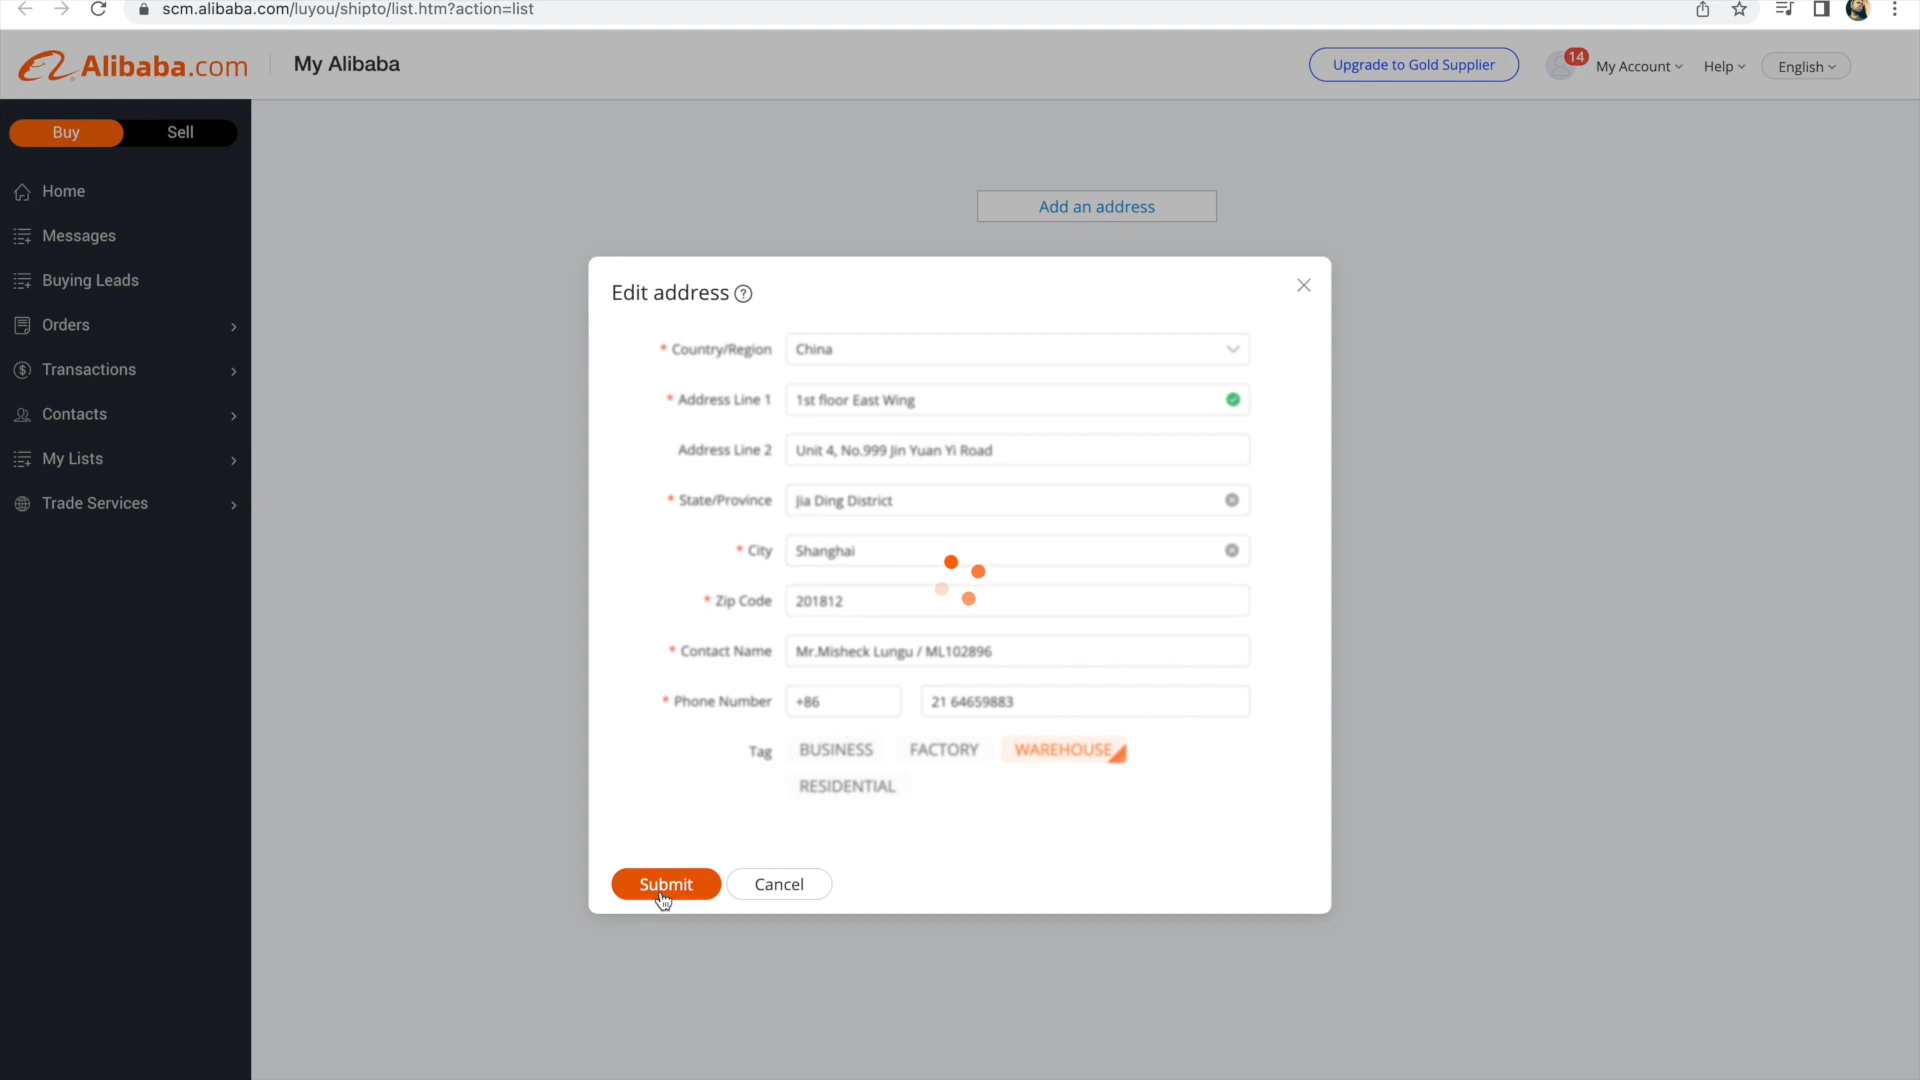 scm.alibaba.com/luyou/shipto/list.htm?action=list
Alibaba.com
My Alibaba
Upgrade to Gold Supplier
14
My Account
Help
English
Buy
Sell
Home
Messages
Buying Leads
Orders
Transactions
Contacts
My Lists
Trade Services
Add an address
Edit address ?
* Country/Region China
* Address Line 1 1st floor East Wing
Address Line 2 Unit 4, No.999 Jin Yuan Yi Road
* State/Province Jia Ding District
* City Shanghai
* Zip Code 201812
* Contact Name Mr.Misheck Lungu / ML102896
* Phone Number +86 21 64659883
Tag BUSINESS FACTORY WAREHOUSE
RESIDENTIAL
Submit Cancel